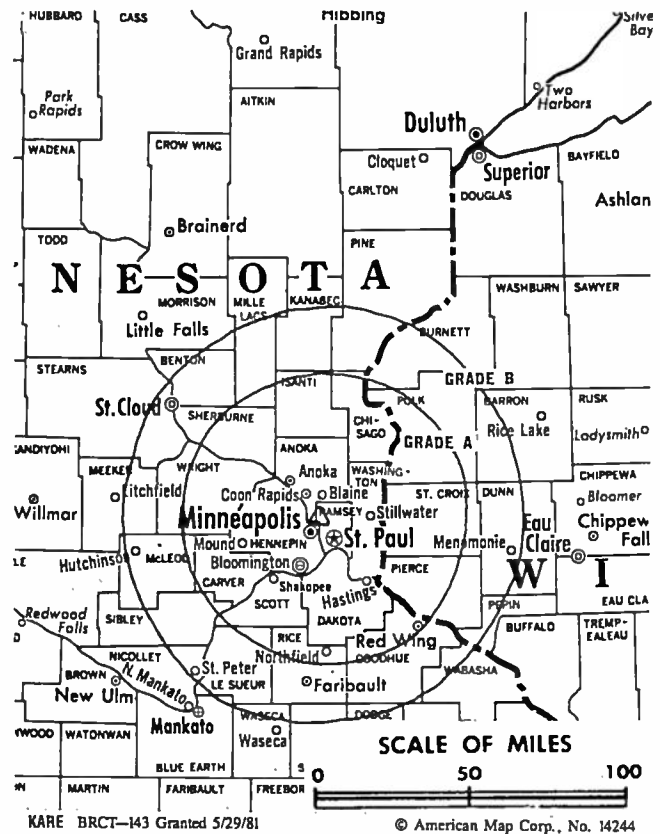 HUBBARD
CASS
Hibbing
Silve
Bay
Grand Rapids
Park
Rapids
AITKIN
Two
Harbors
Duluth
WADENA
CROW WING
Cloquet
CARLTON
Superior
BAYFIELD
DOUGLAS
Ashlan
Brainerd
TODD
PINE
NESOTA
MORRISON
MILLE
LACS
KANABEC
WASHBURN
SAWYER
Little Falls
BURNETT
BENTON
STEARNS
ISANTI
GRADE B
POLK
BARRON
RUSK
St. Cloud
SHERBURNE
CHI-
SAGO
Rice Lake
Ladysmith
GRADE A
ANOKA
ANDIYOHI
MEEKER
WRIGHT
WASHING-
TON
CHIPPEWA
Litchfield
Anoka
Coon Rapids
Blaine
RAMSEY
ST. CROIX
DUNN
Bloomer
Willmar
Minneapolis
Stillwater
Eau
Claire
Chippew
Fall
Mound
HENNEPIN
St. Paul
Menomonie
Hutchinson
McLEOD
Bloomington
LE
CARVER
Shakopee
Hastings
PIERCE
W I
SCOTT
EAU CLA
Redwood
Falls
SIBLEY
DAKOTA
PEPIN
BUFFALO
TREMP-
EALEAU
RICE
Red Wing
NICOLLET
Northfield
GOODHUE
BROWN
N. Mankato
St. Peter
LE SUEUR
WABASHA
New Ulm
Faribault
Mankato
WASECA
DODGE
Waseca
WOOD
WATONWAN
SCALE OF MILES
BLUE EARTH
S
0 50 100
MARTIN
FARIBAULT
FREEBOR
KARE BRCT—143 Granted 5/29/81
© American Map Corp., No. 14244